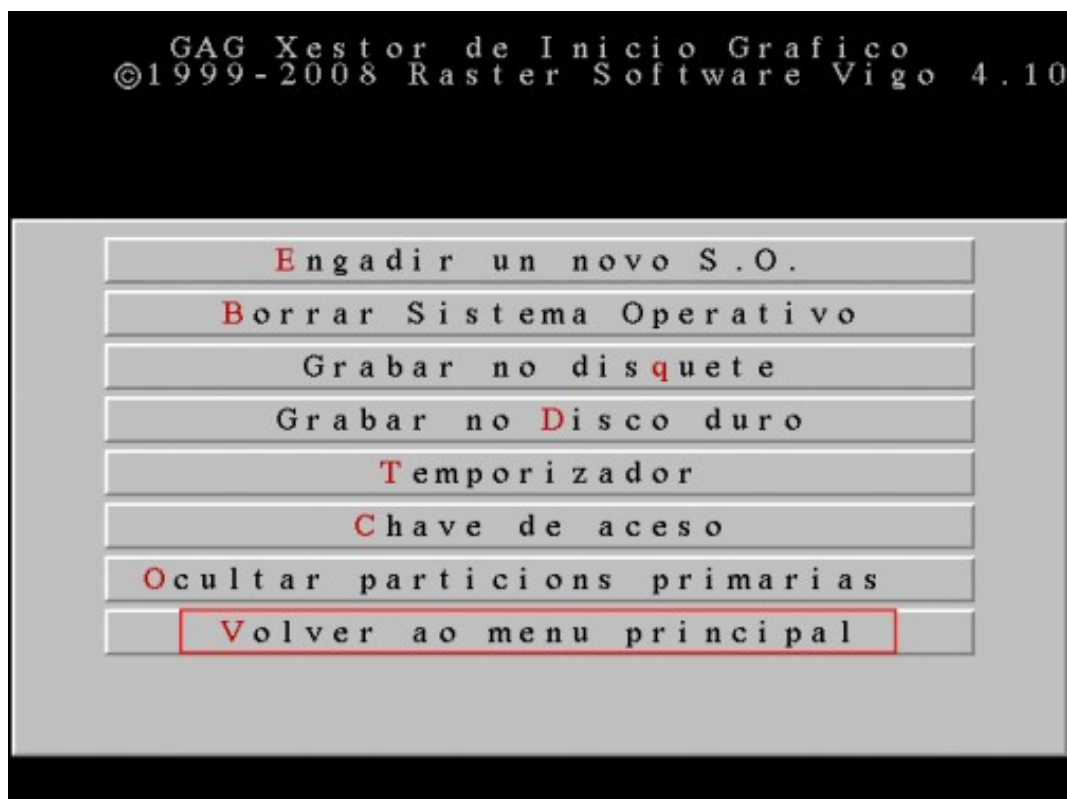 GAG Xestor de Inicio Grafico
©1999-2008 Raster Software Vigo 4.10
Engadir un novo S.O.
Borrar Sistema Operativo
Grabar no disquete
Grabar no Disco duro
Temporizador
Chave de aceso
Ocultar particions primarias
Volver ao menu principal